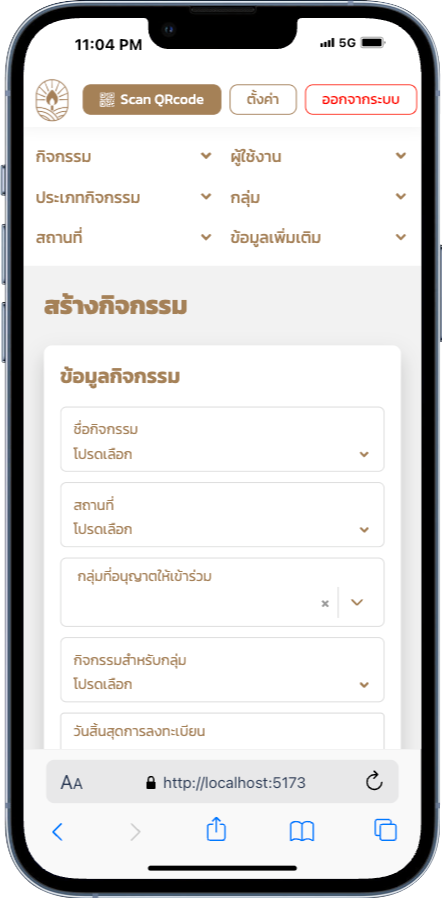 11:04 PM
5G
Scan QRcode
ตั้งค่า
ออกจากระบบ
กิจกรรม
ผู้ใช้งาน
ประเภทกิจกรรม
กลุ่ม
สถานที่
ข้อมูลเพิ่มเติม
สร้างกิจกรรม
ข้อมูลกิจกรรม
ชื่อกิจกรรม
โปรดเลือก
สถานที่
โปรดเลือก
กลุ่มที่อนุญาตให้เข้าร่วม
กิจกรรมสำหรับกลุ่ม
โปรดเลือก
วันสิ้นสุดการลงทะเบียน
AA
http://localhost:5173